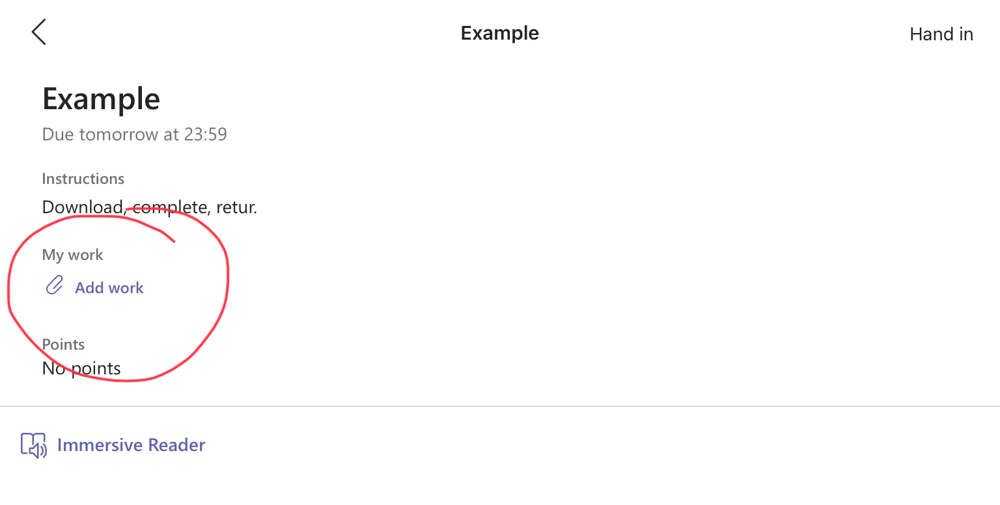 Example
Hand in
Example
Due tomorrow at 23:59
Instructions
Download, complete, retur.
My work
Add work
Points
No points
Immersive Reader